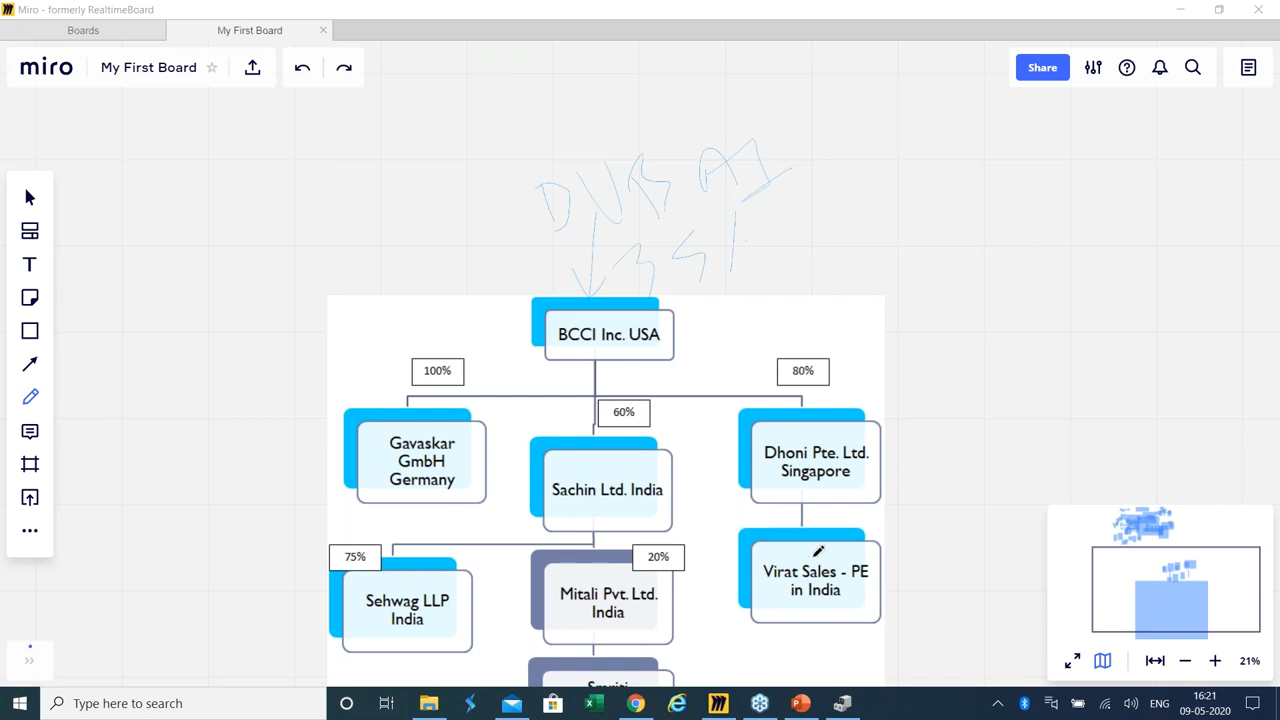 Miro - formerly RealtimeBoard
Boards
My First Board
miro
My First Board
Share
DUBAI
BCCI Inc. USA
100%
80%
60%
Gavaskar
GmbH
Germany
Dhoni Pte. Ltd.
Singapore
Sachin Ltd. India
75%
20%
Virat Sales - PE
in India
Sehwag LLP
India
Mitali Pvt. Ltd.
India
21%
Type here to search
ENG
16:21
09-05-2020